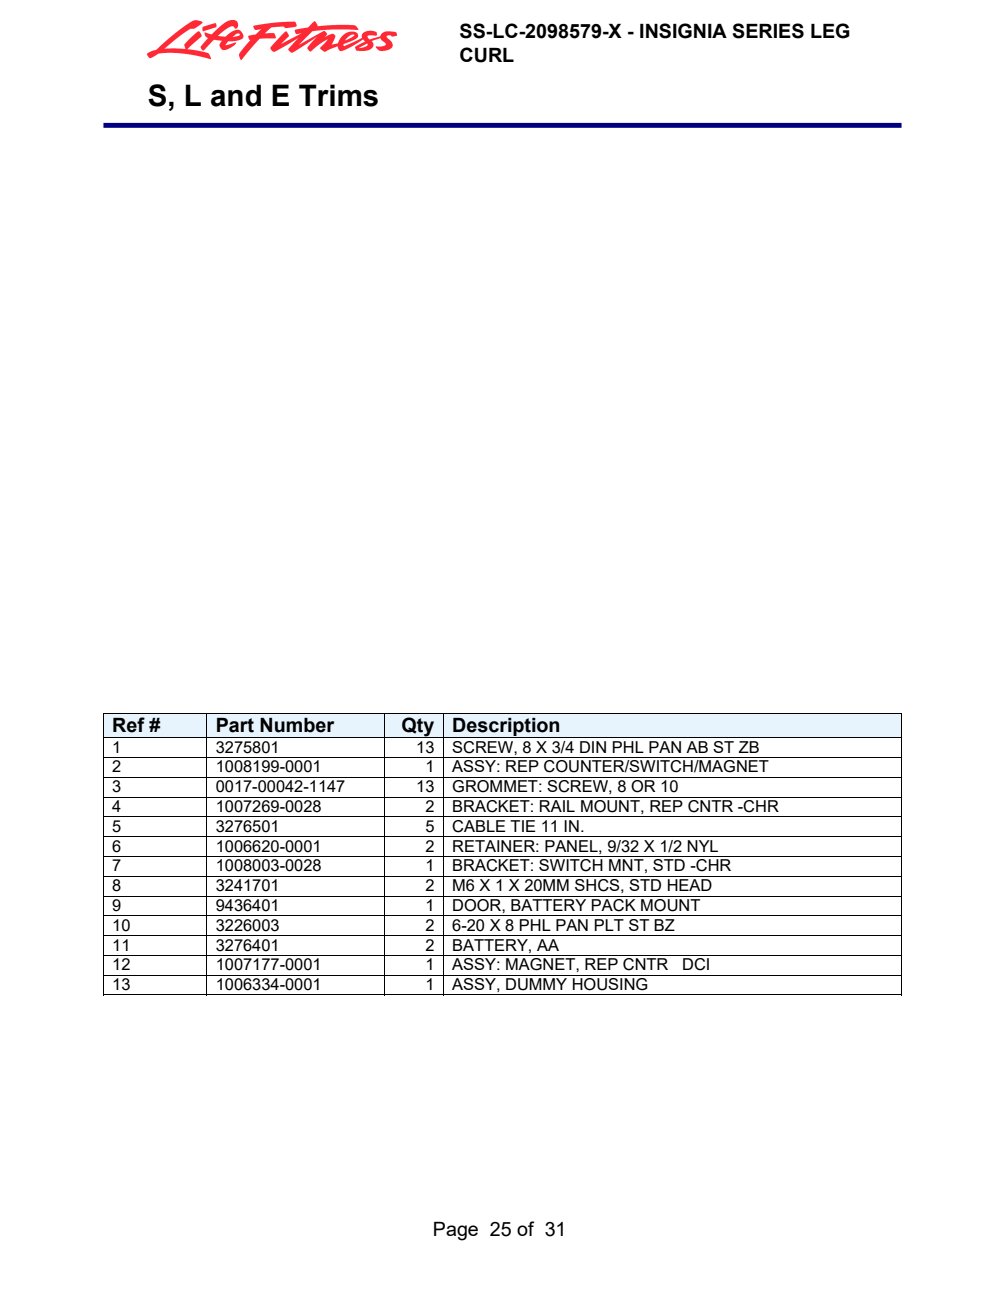 Life Fitness
SS-LC-2098579-X - INSIGNIA SERIES LEG
CURL
S, L and E Trims
Ref # Part Number Qty Description
1 3275801 13 SCREW, 8 X 3/4 DIN PHL PAN AB ST ZB
2 1008199-0001 1 ASSY: REP COUNTER/SWITCH/MAGNET
3 0017-00042-1147 13 GROMMET: SCREW, 8 OR 10
4 1007269-0028 2 BRACKET: RAIL MOUNT, REP CNTR -CHR
5 3276501 5 CABLE TIE 11 IN.
6 1006620-0001 2 RETAINER: PANEL, 9/32 X 1/2 NYL
7 1008003-0028 1 BRACKET: SWITCH MNT, STD -CHR
8 3241701 2 M6 X 1 X 20MM SHCS, STD HEAD
9 9436401 1 DOOR, BATTERY PACK MOUNT
10 3226003 2 6-20 X 8 PHL PAN PLT ST BZ
11 3276401 2 BATTERY, AA
12 1007177-0001 1 ASSY: MAGNET, REP CNTR   DCI
13 1006334-0001 1 ASSY, DUMMY HOUSING
Page  25 of  31